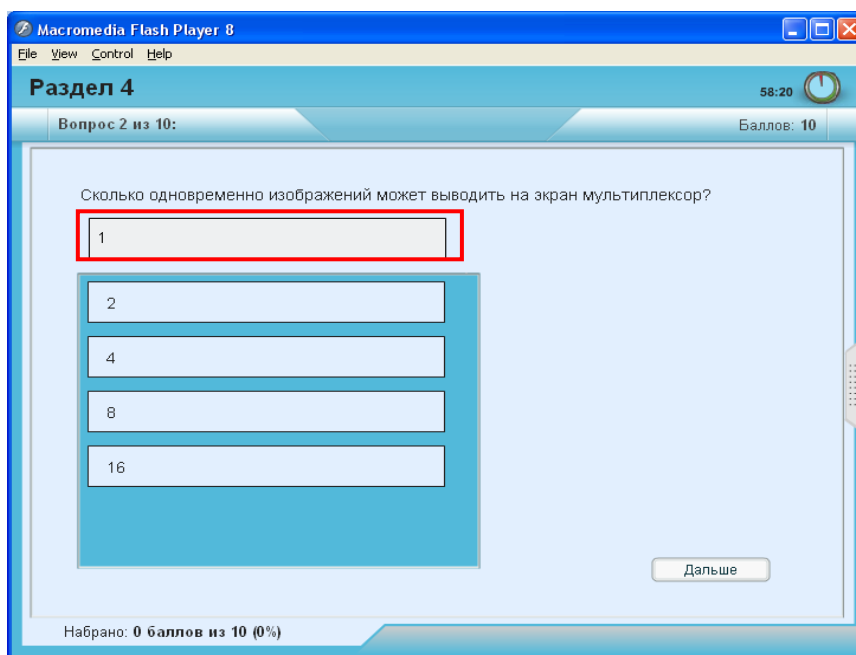 Macromedia Flash Player 8
File View Control Help
Раздел 4
58:20
Вопрос 2 из 10:
Баллов: 10
Сколько одновременно изображений может выводить на экран мультиплексор?
1
2
4
8
16
Дальше
Набрано: 0 баллов из 10 (0%)